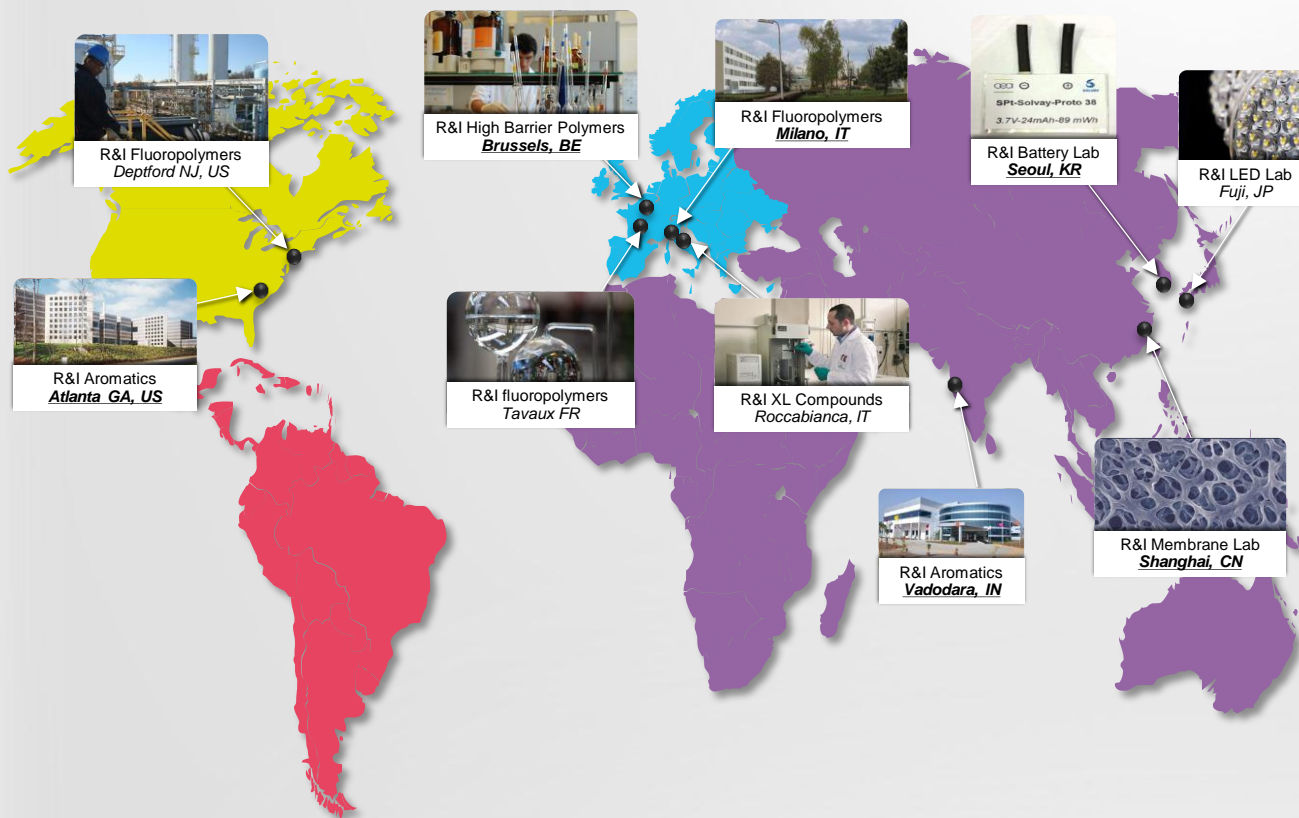 R&I Fluoropolymers
Deptford NJ, US
R&I High Barrier Polymers
Brussels, BE
R&I Fluoropolymers
Milano, IT
SPt-Solvay-Proto 38
3.7V-24mAh-89 mWh
R&I Battery Lab
Seoul, KR
R&I LED Lab
Fuji, JP
R&I Aromatics
Atlanta GA, US
R&I fluoropolymers
Tavaux FR
R&I XL Compounds
Roccabianca, IT
R&I Aromatics
Vadodara, IN
R&I Membrane Lab
Shanghai, CN